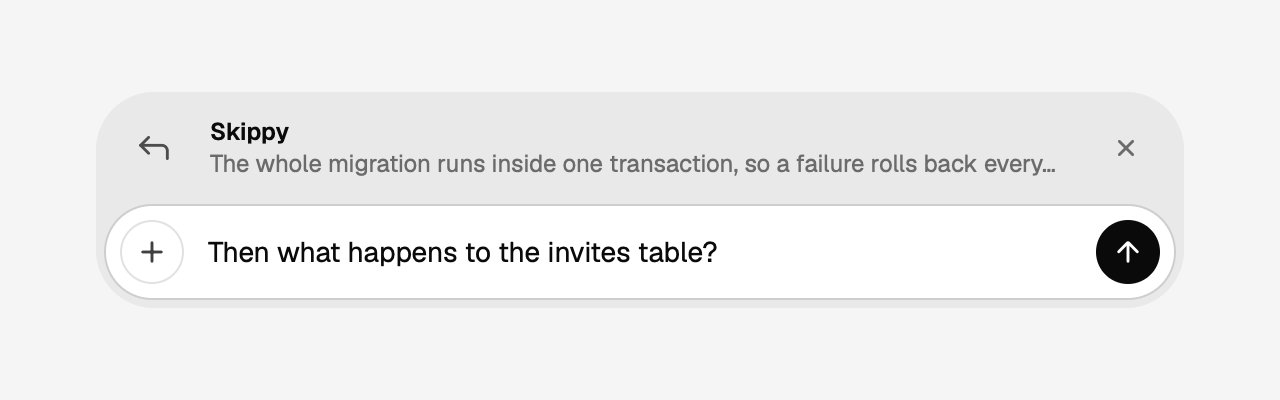 Skippy
The whole migration runs inside one transaction, so a failure rolls back every…
Then what happens to the invites table?